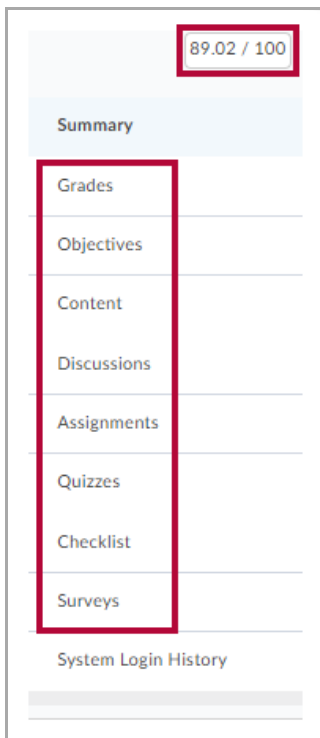 89.02 / 100
Summary
Grades
Objectives
Content
Discussions
Assignments
Quizzes
Checklist
Surveys
System Login History